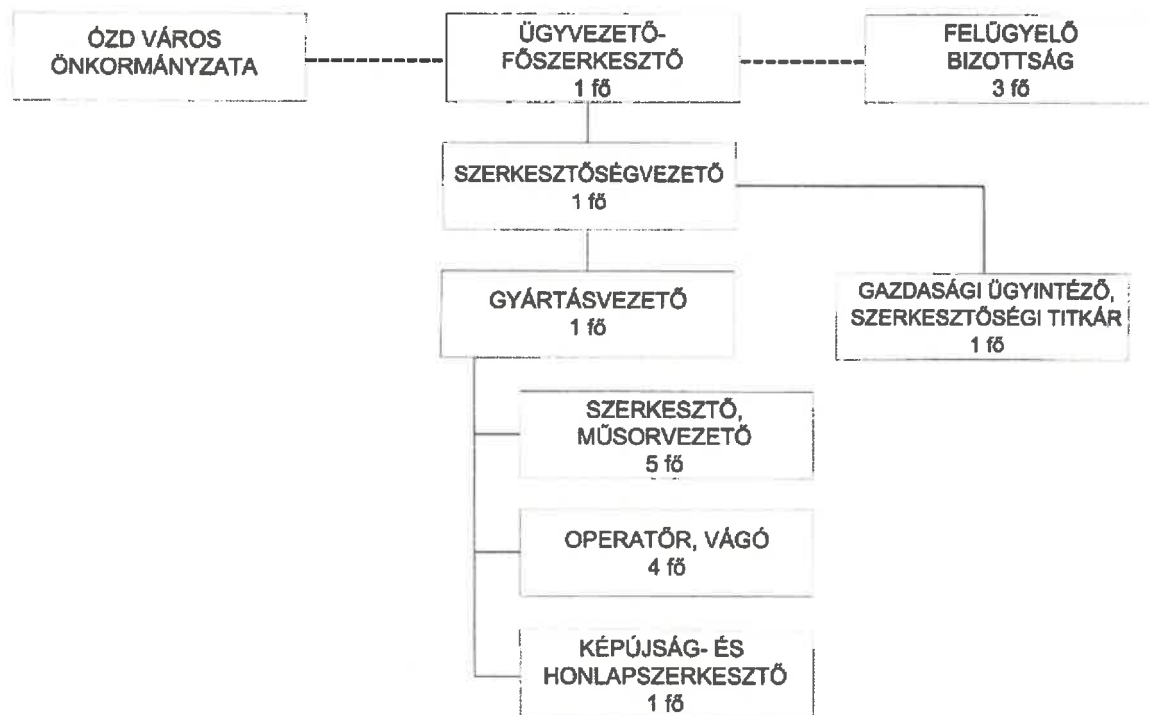 ÓZD VÁROS
ÖNKORMÁNYZATA
ÜGYVEZETŐ-
FŐSZERKESZTŐ
1 fő
FELÜGYELŐ
BIZOTTSÁG
3 fő
SZERKESZTŐSÉGVEZETŐ
1 fő
GYÁRTÁSVEZETŐ
1 fő
GAZDASÁGI ÜGYINTÉZŐ,
SZERKESZTŐSÉGI TITKÁR
1 fő
SZERKESZTŐ,
MŰSORVEZETŐ
5 fő
OPERATŐR, VÁGÓ
4 fő
KÉPÚJSÁG- ÉS
HONLAPSZERKESZTŐ
1 fő